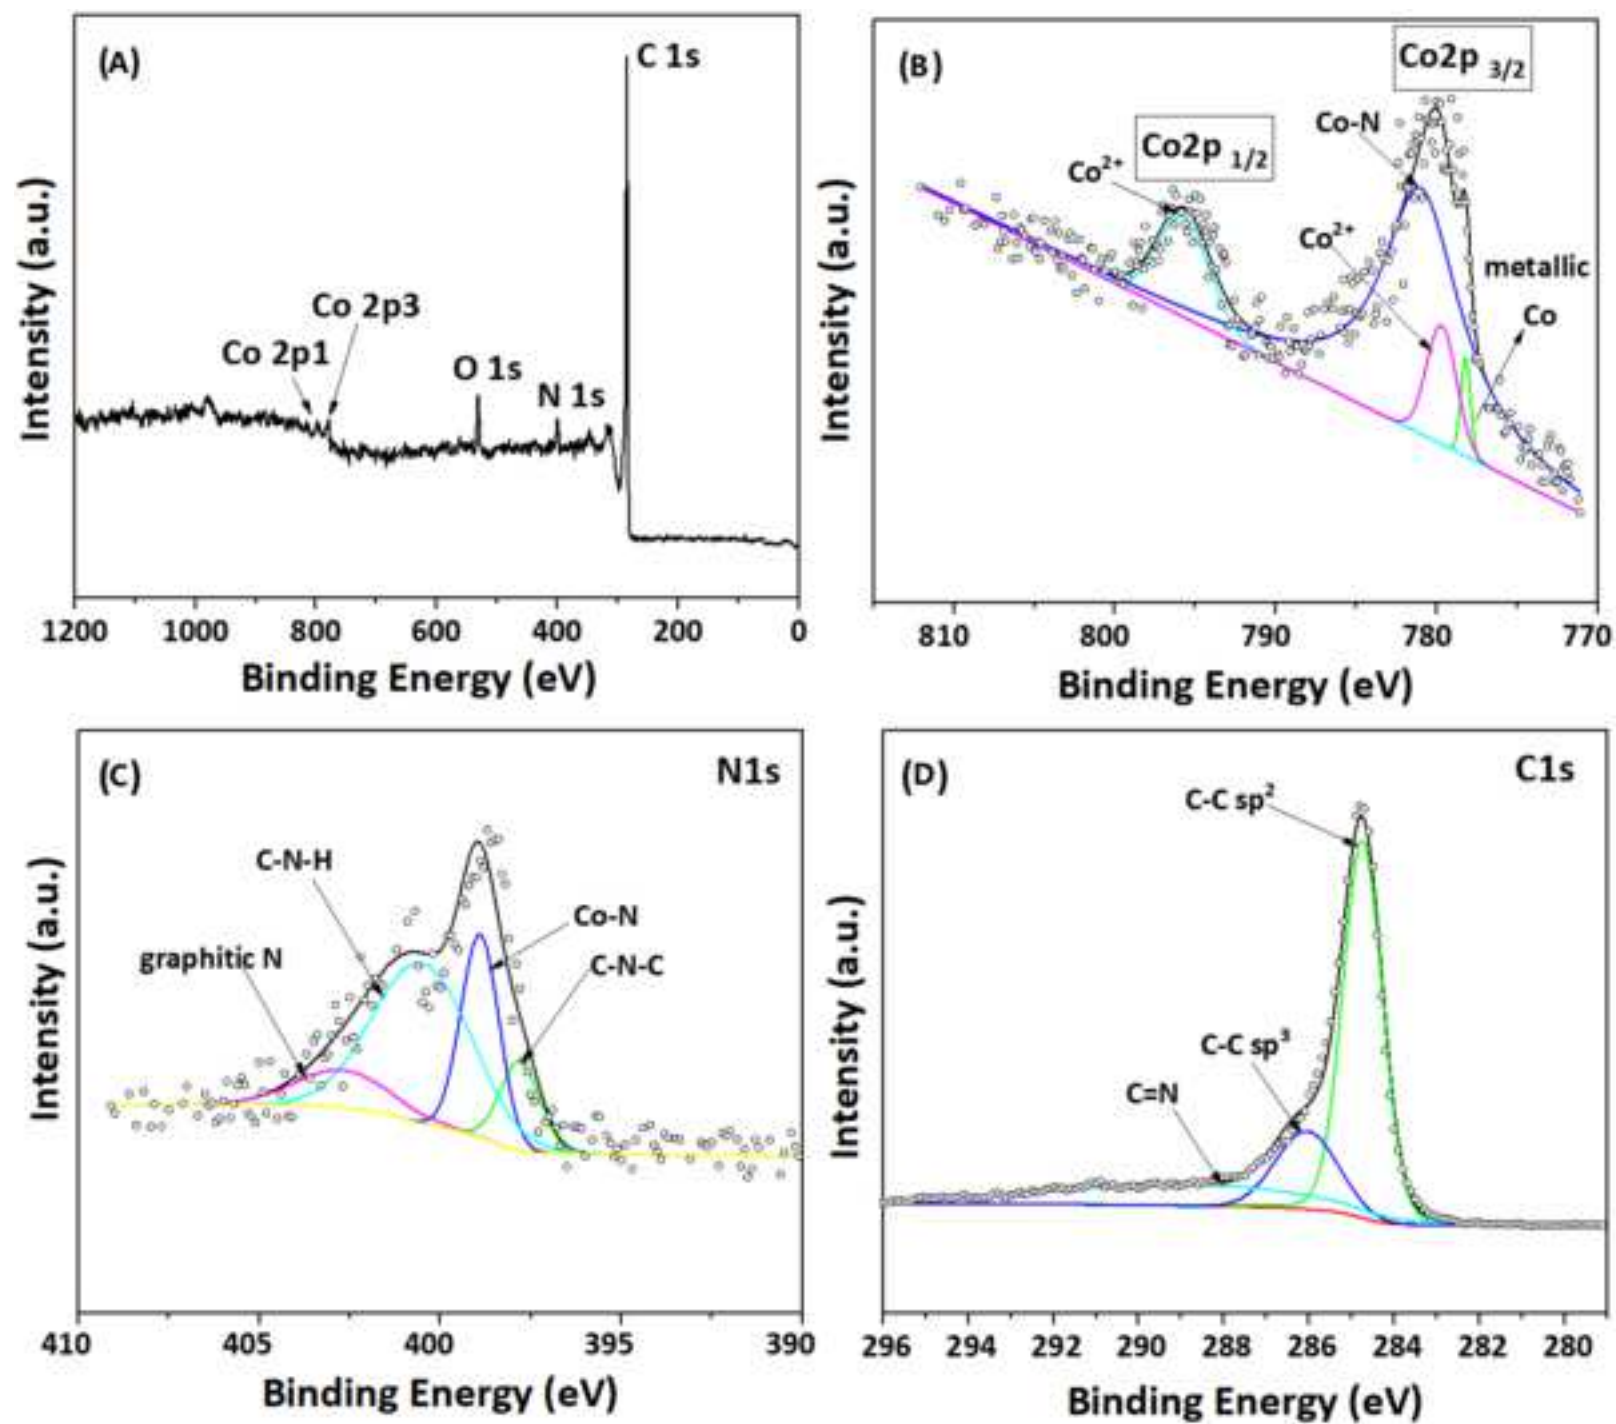 (A)
C 1s
Co 2p3
Co 2p1
O 1s
N 1s
Intensity (a.u.)
1200 1000 800 600 400 200 0
Binding Energy (eV)
(B)
Co2p 3/2
Co-N
Co2p 1/2
Co²⁺
Co²⁺
metallic
Co
Intensity (a.u.)
810 800 790 780 770
Binding Energy (eV)
(C)
N1s
C-N-H
Co-N
graphitic N
C-N-C
Intensity (a.u.)
410 405 400 395 390
Binding Energy (eV)
(D)
C1s
C-C sp²
C-C sp³
C=N
Intensity (a.u.)
296 294 292 290 288 286 284 282 280
Binding Energy (eV)